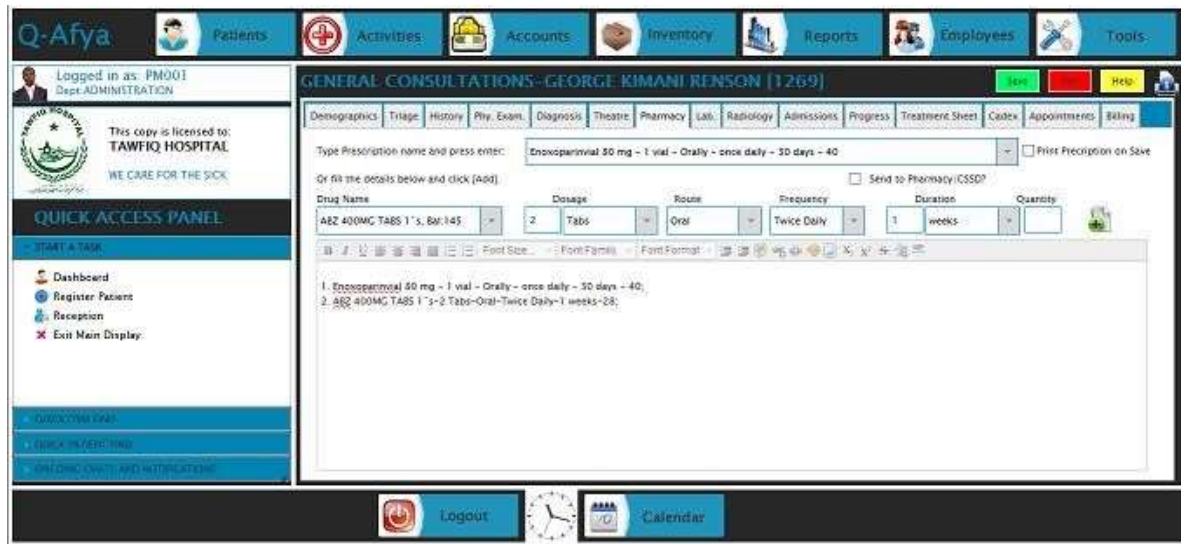 Q-Afya
Patients
Activities
Accounts
Inventory
Reports
Employees
Tools
Logged in as: PM001
Dept: ADMINISTRATION
TAWFIQ HOSPITAL
This copy is licensed to:
TAWFIQ HOSPITAL
WE CARE FOR THE SICK
QUICK ACCESS PANEL
START A TASK
Dashboard
Register Patient
Reception
Exit Main Display
GENERAL CONSULTATIONS-GEORGE KIMANI RENSON [1269]
Save
Help
Demographics Triage History Phy. Exam. Diagnosis Theatre Pharmacy Lab. Radiology Admissions Progress Treatment Sheet Cadex Appointments Billing
Type Prescription name and press enter:
Enoxoparinvial 80 mg - 1 vial - Orally - once daily - 30 days - 40
Print Precription on Save
Or fill the details below and click [Add]
Send to Pharmacy/CSSD?
Drug Name Dosage Route Frequency Duration Quantity
ABZ 400MG TABS 1`s, Bal:145 2 Tabs Oral Twice Daily 1 weeks
B I U Font Size... Font Family Font Format
1. Enoxoparinvial 80 mg - 1 vial - Orally - once daily - 30 days - 40;
2. ABZ 400MG TABS 1`s-2 Tabs-Oral-Twice Daily-1 weeks-28;
Logout
Calendar